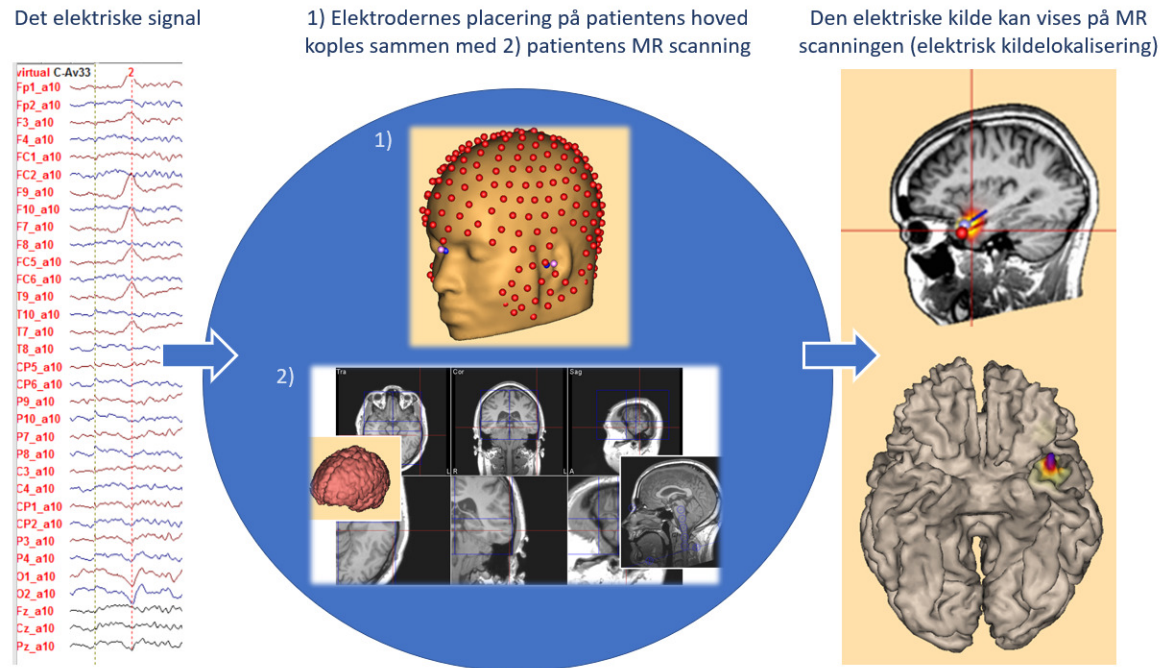 Det elektriske signal
1) Elektrodernes placering på patientens hoved
koples sammen med 2) patientens MR scanning
Den elektriske kilde kan vises på MR
scanningen (elektrisk kildelokalisering)
virtual C-Av33 2
Fp1_a10
Fp2_a10
F3_a10
F4_a10
FC1_a10
FC2_a10
F9_a10
F10_a10
F7_a10
F8_a10
FC5_a10
FC6_a10
T9_a10
T10_a10
T7_a10
T8_a10
CP5_a10
CP6_a10
P9_a10
P10_a10
P7_a10
P8_a10
C3_a10
C4_a10
CP1_a10
CP2_a10
P3_a10
P4_a10
O1_a10
O2_a10
Fz_a10
Cz_a10
Pz_a10
1)
2)
Tra
Cor
Sag
L
R
L
A